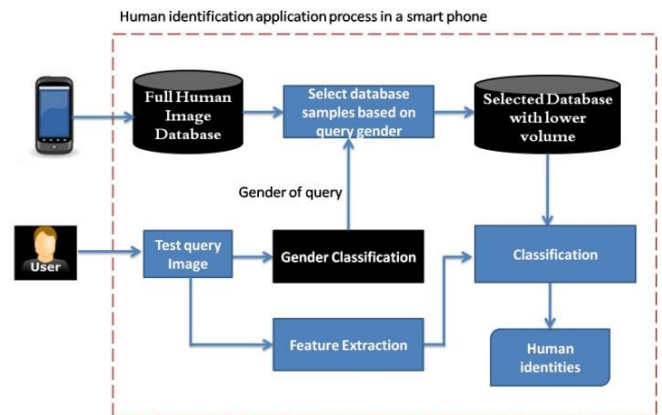 Human identification application process in a smart phone
Full Human
Image
Database
Select database
samples based on
query gender
Selected Database
with lower
volume
Gender of query
User
Test query
Image
Gender Classification
Classification
Feature Extraction
Human
identities